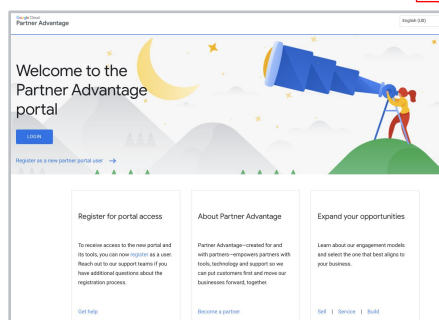 Google Cloud
Partner Advantage
English (US)
Welcome to the
Partner Advantage
portal
LOG IN
Register as a new partner portal user →
Register for portal access
To receive access to the new portal and
its tools, you can now register as a user.
Reach out to our support teams if you
have additional questions about the
registration process.
Get help
About Partner Advantage
Partner Advantage—created for and
with partners—empowers partners with
tools, technology and support so we
can put customers first and move our
businesses forward, together.
Become a partner
Expand your opportunities
Learn about our engagement models
and select the one that best aligns to
your business.
Sell | Service | Build